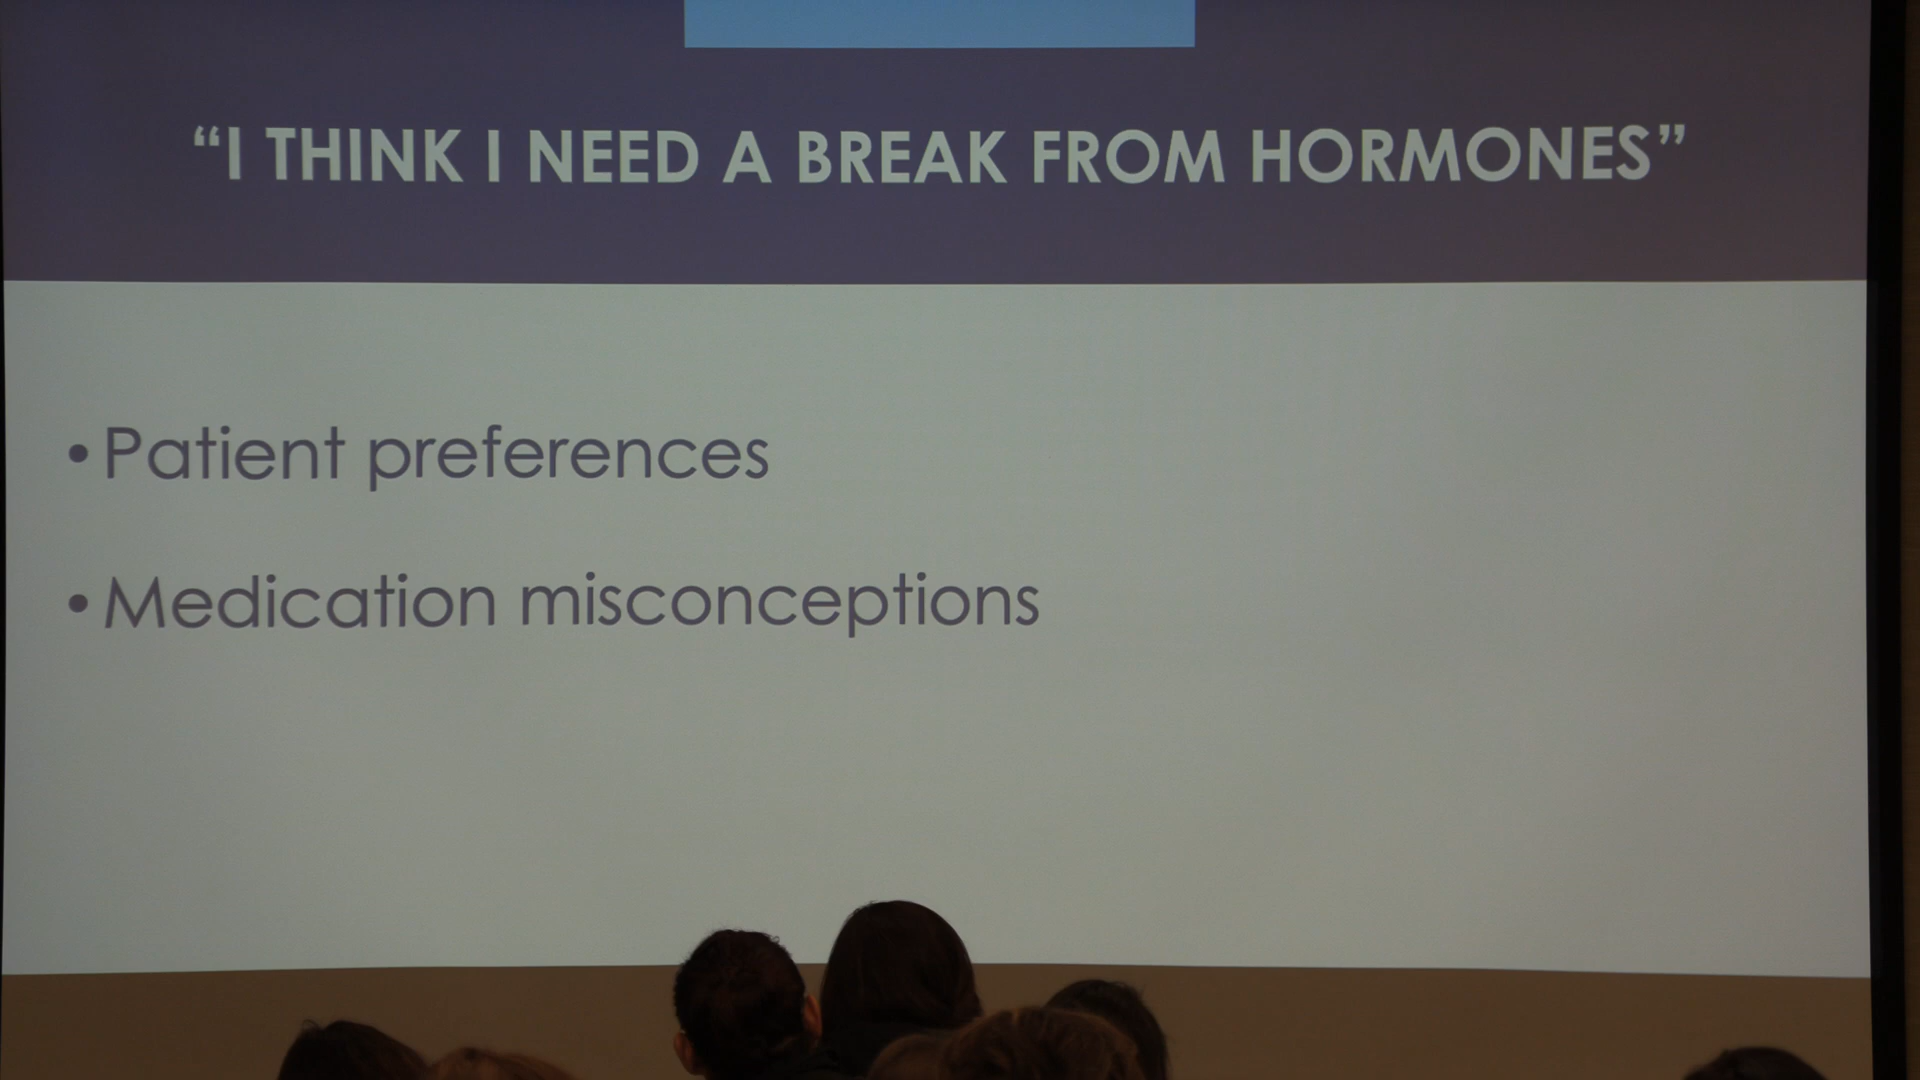 “I THINK I NEED A BREAK FROM HORMONES”
• Patient preferences
• Medication misconceptions